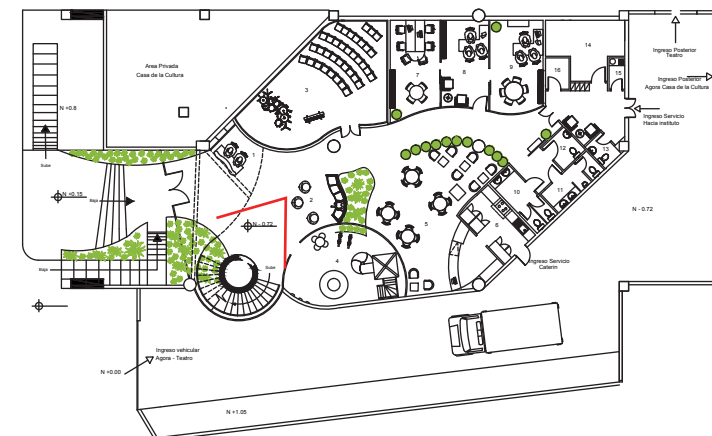 Area Privada
Casa de la Cultura
N +0.8
Sube
N +0.15
Baja
Baja
N - 0.72
Sube
1
2
3
4
5
6
7
8
9
10
11
12
13
14
15
16
Ingreso Posterior
Teatro
Ingreso Posterior
Agora Casa de la Cultura
Ingreso Servicio
Hacia instituto
N - 0.72
Ingreso Servicio
Caterin
Ingreso vehicular
Agora - Teatro
N +0.00
N +1.05